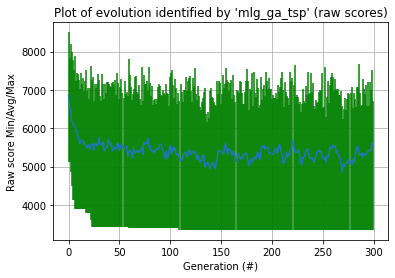 Plot of evolution identified by 'mlg_ga_tsp' (raw scores)
Raw score Min/Avg/Max
8000
7000
6000
5000
4000
0 50 100 150 200 250 300
Generation (#)